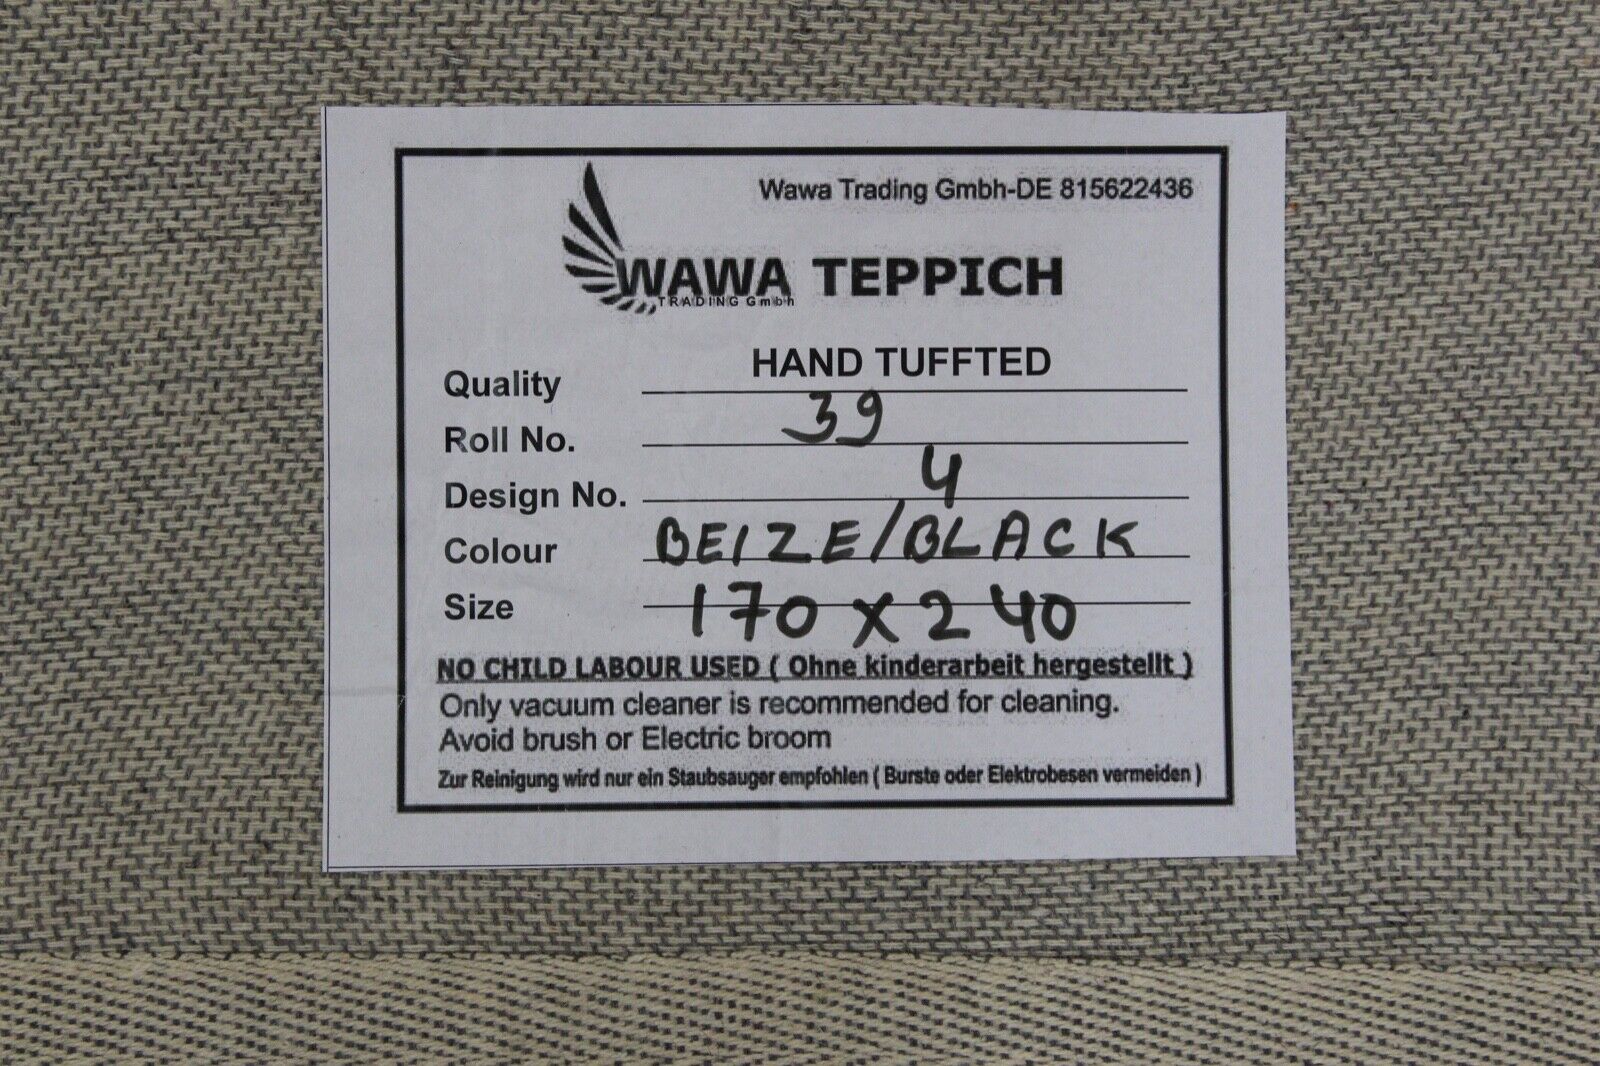 Wawa Trading Gmbh-DE 815622436
WAWA TEPPICH
TRADING Gmbh
Quality HAND TUFFTED
Roll No. 39
Design No. 4
Colour BEIZE/BLACK
Size 170 x 240
NO CHILD LABOUR USED ( Ohne kinderarbeit hergestellt )
Only vacuum cleaner is recommended for cleaning.
Avoid brush or Electric broom
Zur Reinigung wird nur ein Staubsauger empfohlen ( Burste oder Elektrobesen vermeiden )